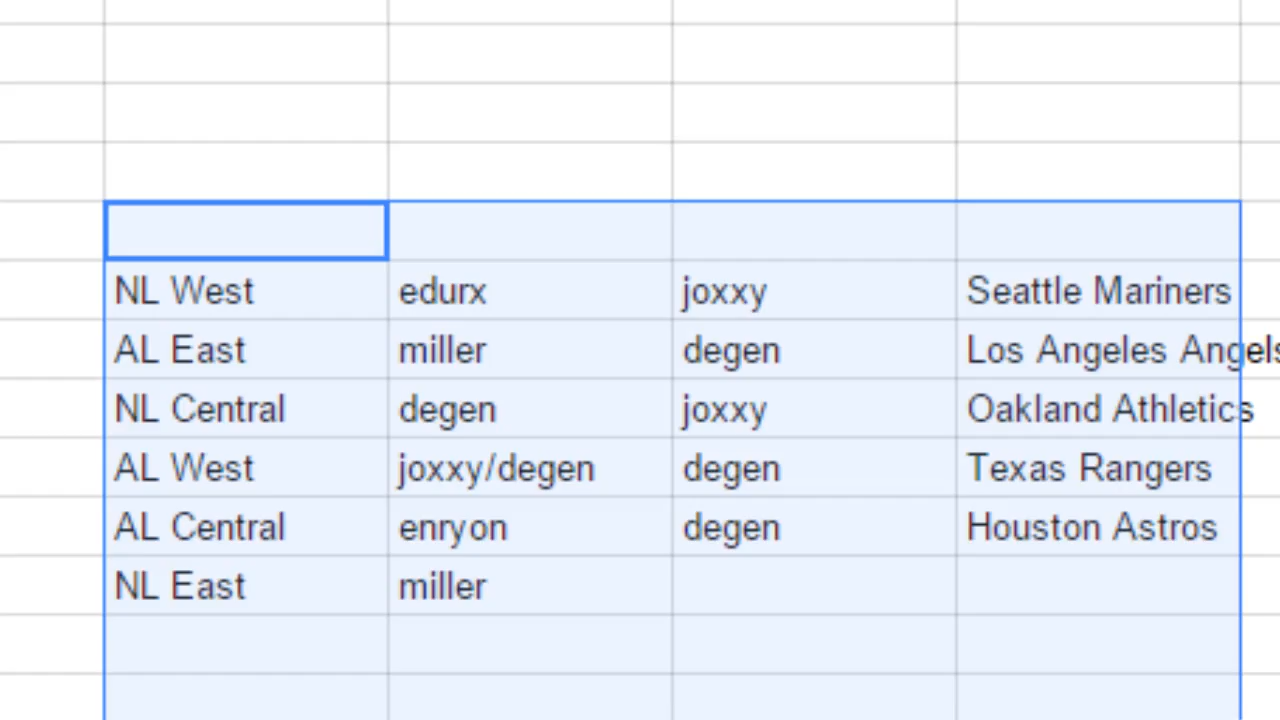 NL West edurx joxxy Seattle Mariners
AL East miller degen Los Angeles Angels
NL Central degen joxxy Oakland Athletics
AL West joxxy/degen degen Texas Rangers
AL Central enryon degen Houston Astros
NL East miller